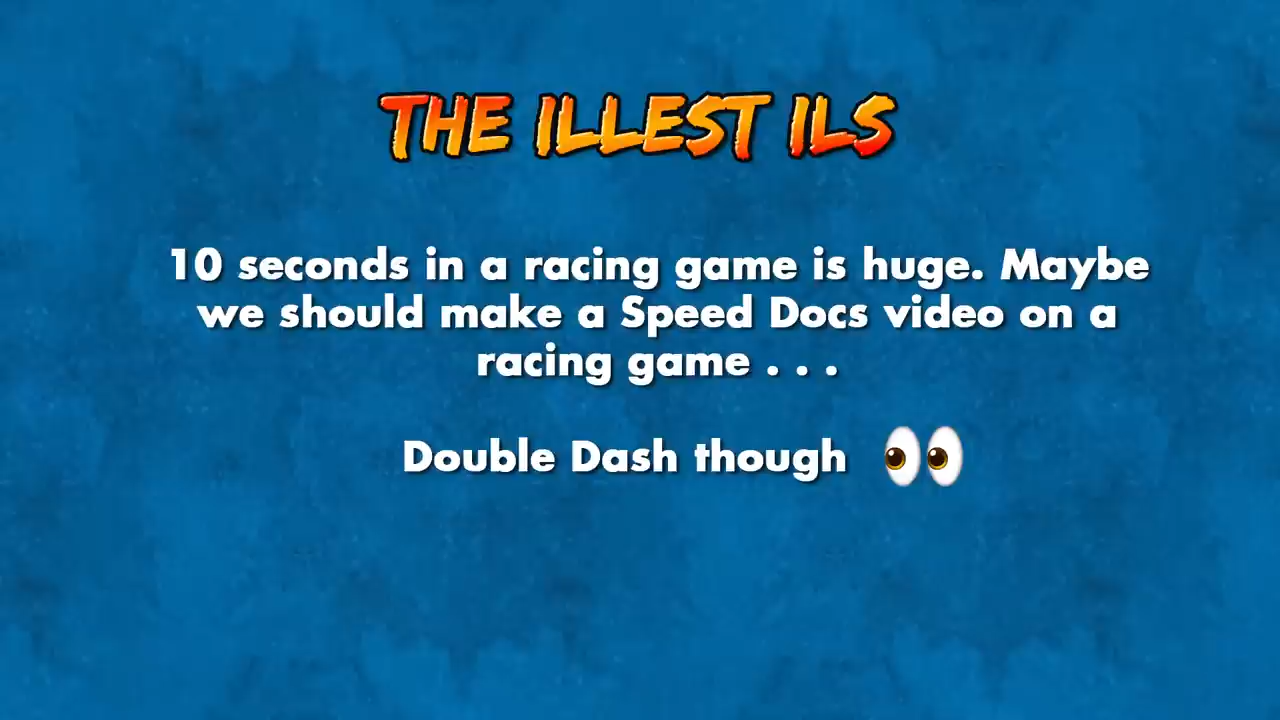 THE ILLEST ILS
10 seconds in a racing game is huge. Maybe
we should make a Speed Docs video on a
racing game . . .
Double Dash though 👀